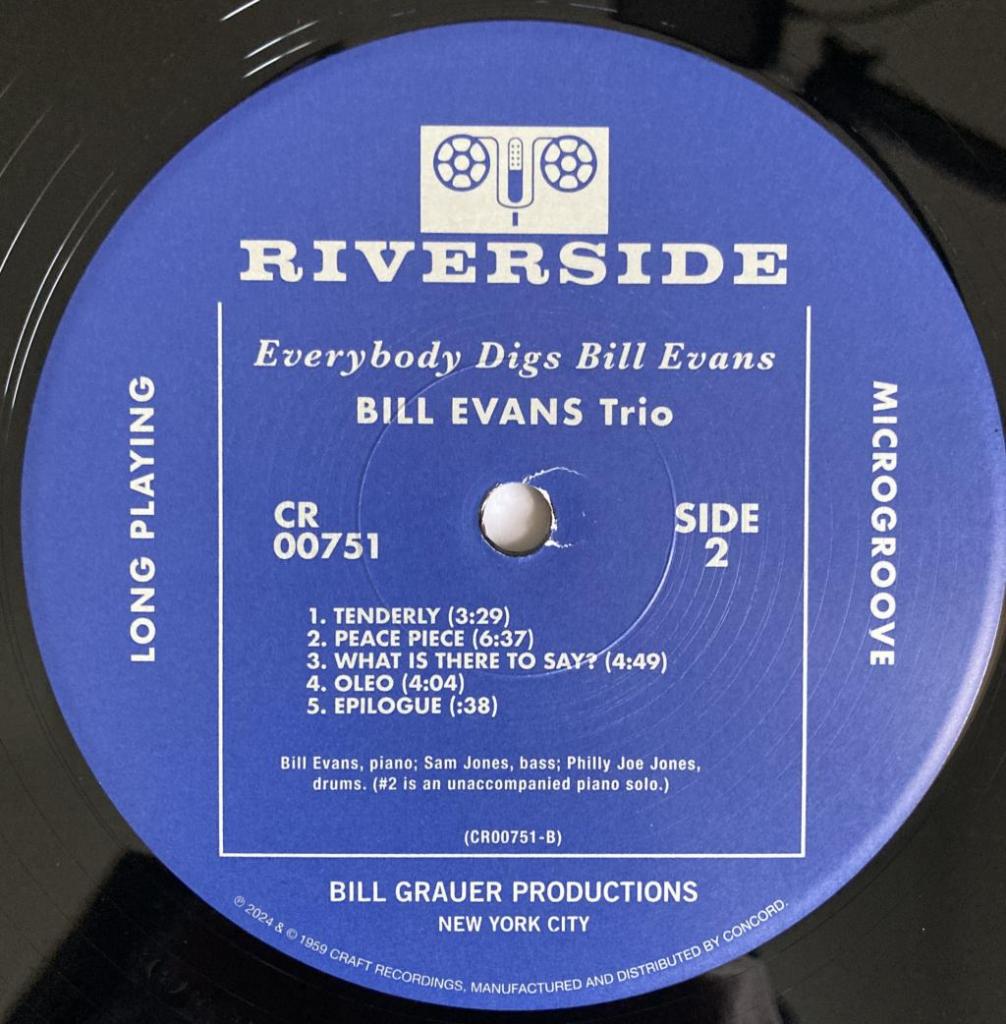 RIVERSIDE
Everybody Digs Bill Evans
BILL EVANS Trio
LONG PLAYING
MICROGROOVE
CR
00751
SIDE
2
1. TENDERLY (3:29)
2. PEACE PIECE (6:37)
3. WHAT IS THERE TO SAY? (4:49)
4. OLEO (4:04)
5. EPILOGUE (:38)
Bill Evans, piano; Sam Jones, bass; Philly Joe Jones,
drums. (#2 is an unaccompanied piano solo.)
(CR00751-B)
BILL GRAUER PRODUCTIONS
NEW YORK CITY
℗ 2024 & © 1959 CRAFT RECORDINGS, MANUFACTURED AND DISTRIBUTED BY CONCORD.